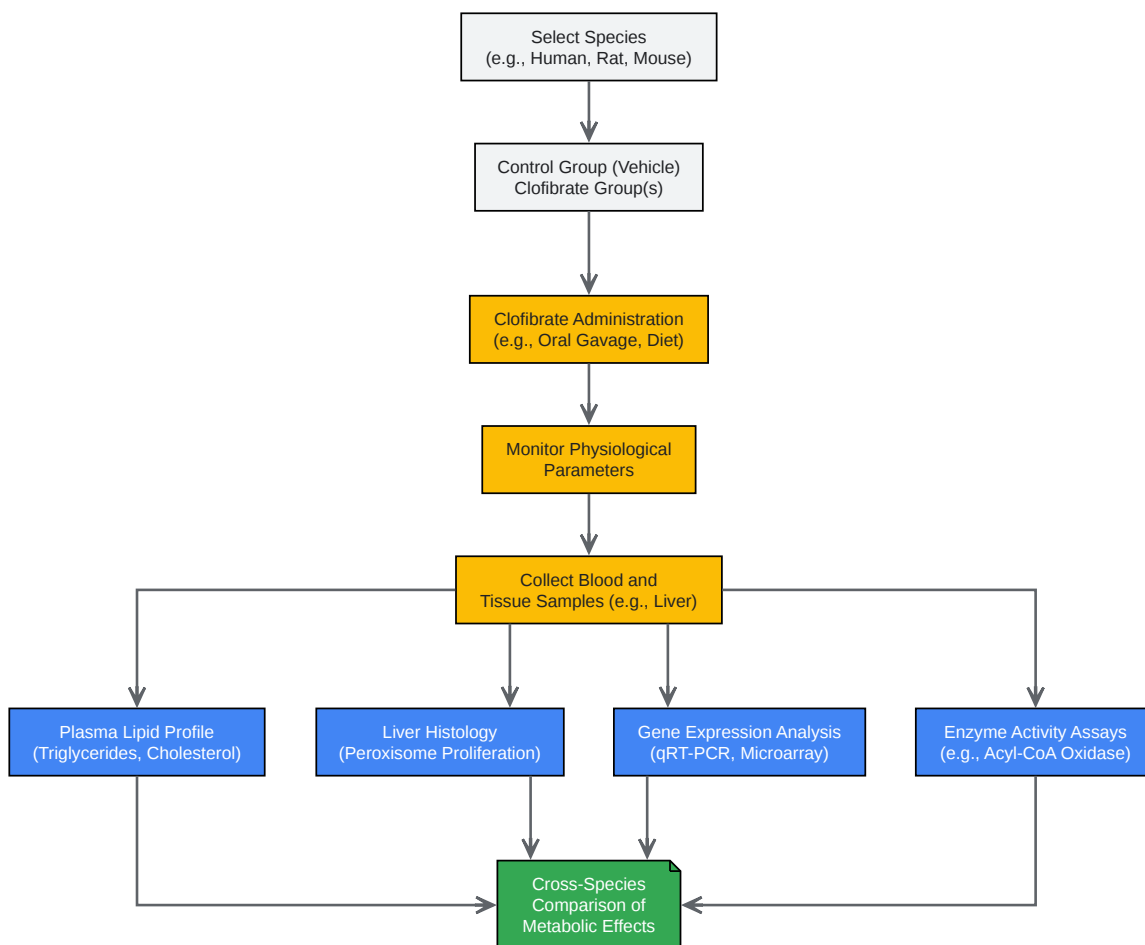 Select Species
(e.g., Human, Rat, Mouse)
Control Group (Vehicle)
Clofibrate Group(s)
Clofibrate Administration
(e.g., Oral Gavage, Diet)
Monitor Physiological
Parameters
Collect Blood and
Tissue Samples (e.g., Liver)
Plasma Lipid Profile
(Triglycerides, Cholesterol)
Liver Histology
(Peroxisome Proliferation)
Gene Expression Analysis
(qRT-PCR, Microarray)
Enzyme Activity Assays
(e.g., Acyl-CoA Oxidase)
Cross-Species
Comparison of
Metabolic Effects